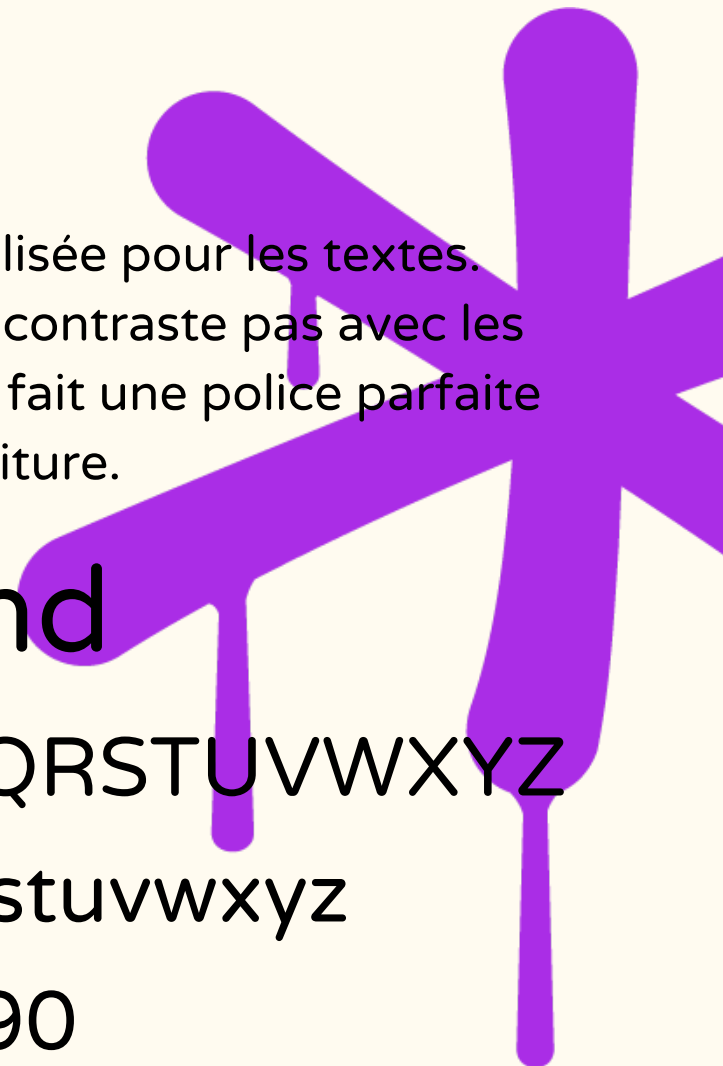 lisée pour les textes.
contraste pas avec les
fait une police parfaite
iture.
nd
QRSTUVWXYZ
stuvwxyz
90